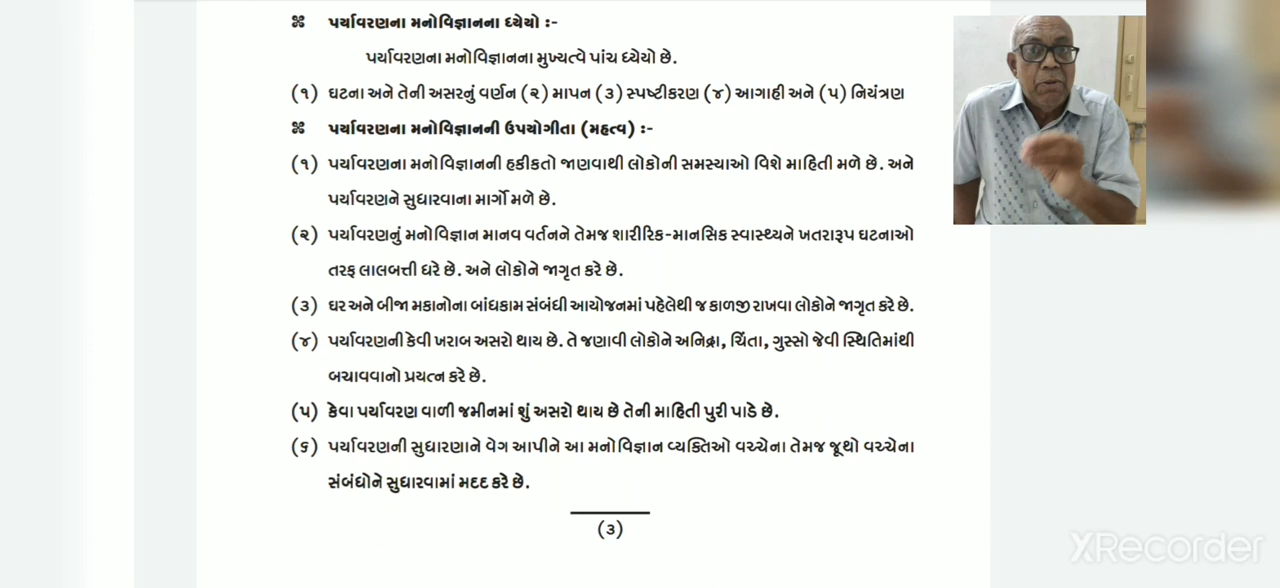 ⌘ પર્યાવરણના મનોવિજ્ઞાનના ધ્યેયો :-
પર્યાવરણના મનોવિજ્ઞાનના મુખ્યત્વે પાંચ ધ્યેયો છે.
(૧) ઘટના અને તેની અસરનું વર્ણન (૨) માપન (૩) સ્પષ્ટીકરણ (૪) આગાહી અને (૫) નિયંત્રણ
⌘ પર્યાવરણના મનોવિજ્ઞાનની ઉપયોગીતા (મહત્વ) :-
(૧) પર્યાવરણના મનોવિજ્ઞાનની હકીકતો જાણવાથી લોકોની સમસ્યાઓ વિશે માહિતી મળે છે. અને
પર્યાવરણને સુધારવાના માર્ગો મળે છે.
(૨) પર્યાવરણનું મનોવિજ્ઞાન માનવ વર્તનને તેમજ શારીરિક-માનસિક સ્વાસ્થ્યને ખતરારૂપ ઘટનાઓ
તરફ લાલબત્તી ધરે છે. અને લોકોને જાગૃત કરે છે.
(૩) ઘર અને બીજા મકાનોના બાંધકામ સંબંધી આયોજનમાં પહેલેથી જ કાળજી રાખવા લોકોને જાગૃત કરે છે.
(૪) પર્યાવરણની કેવી ખરાબ અસરો થાય છે. તે જણાવી લોકોને અનિદ્રા, ચિંતા, ગુસ્સો જેવી સ્થિતિમાંથી
બચાવવાનો પ્રયત્ન કરે છે.
(૫) કેવા પર્યાવરણ વાળી જમીનમાં શું અસરો થાય છે તેની માહિતી પુરી પાડે છે.
(૬) પર્યાવરણની સુધારણાને વેગ આપીને આ મનોવિજ્ઞાન વ્યક્તિઓ વચ્ચેના તેમજ જૂથો વચ્ચેના
સંબંધોને સુધારવામાં મદદ કરે છે.
(૩)
XRecorder